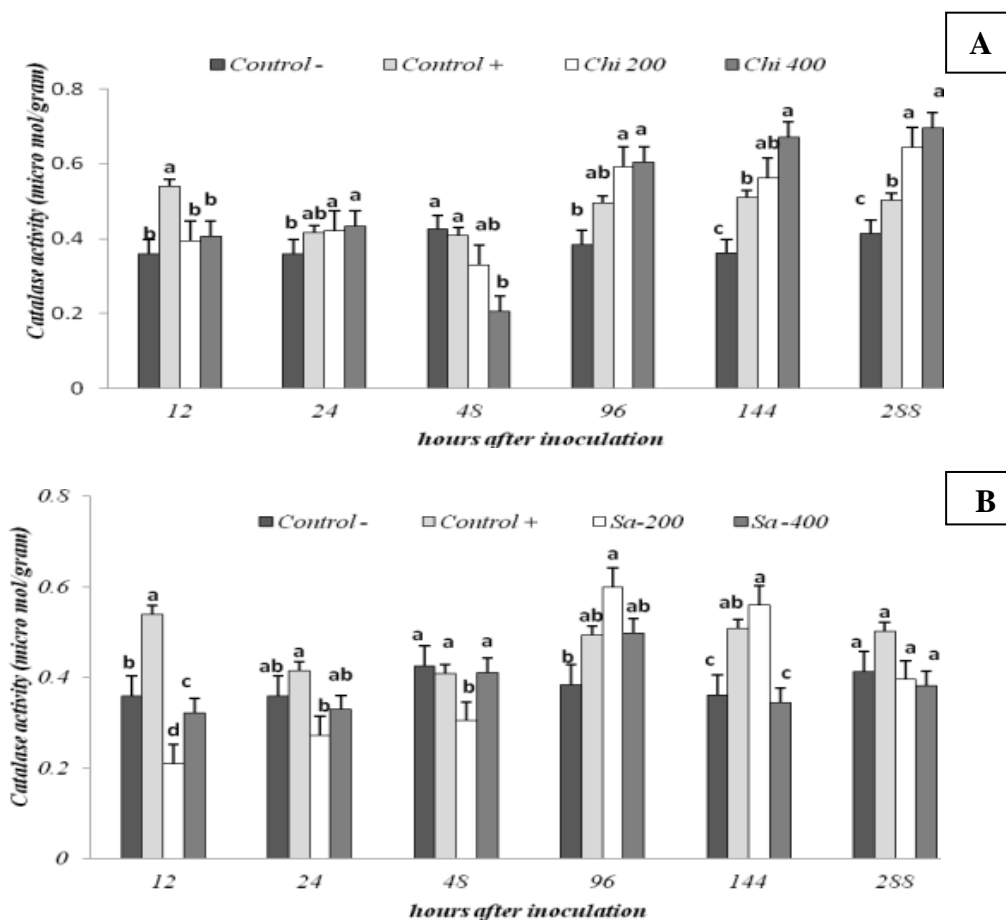 A
Control - Control + Chi 200 Chi 400
Catalase activity (micro mol/gram)
0.8
0.6
0.4
0.2
0
b a b b
b ab a a
a a ab b
b ab a a
c b ab a
c b a a
12 24 48 96 144 288
hours after inoculation
B
Control - Control + Sa-200 Sa-400
Catalase activity (micro mol/gram)
0.8
0.6
0.4
0.2
0
b a d c
ab a b ab
a a b a
b ab a ab
c ab a c
a a a a
12 24 48 96 144 288
hours after inoculation